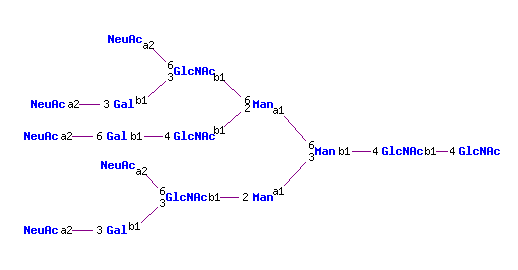 NeuAc a2
6 GlcNAc b1
3
NeuAc a2 3 Gal b1
6 Man a1
2
NeuAc a2 6 Gal b1 4 GlcNAc b1
6 Man b1 4 GlcNAc b1 4 GlcNAc
3
NeuAc a2
6 GlcNAc b1 2 Man a1
3
NeuAc a2 3 Gal b1